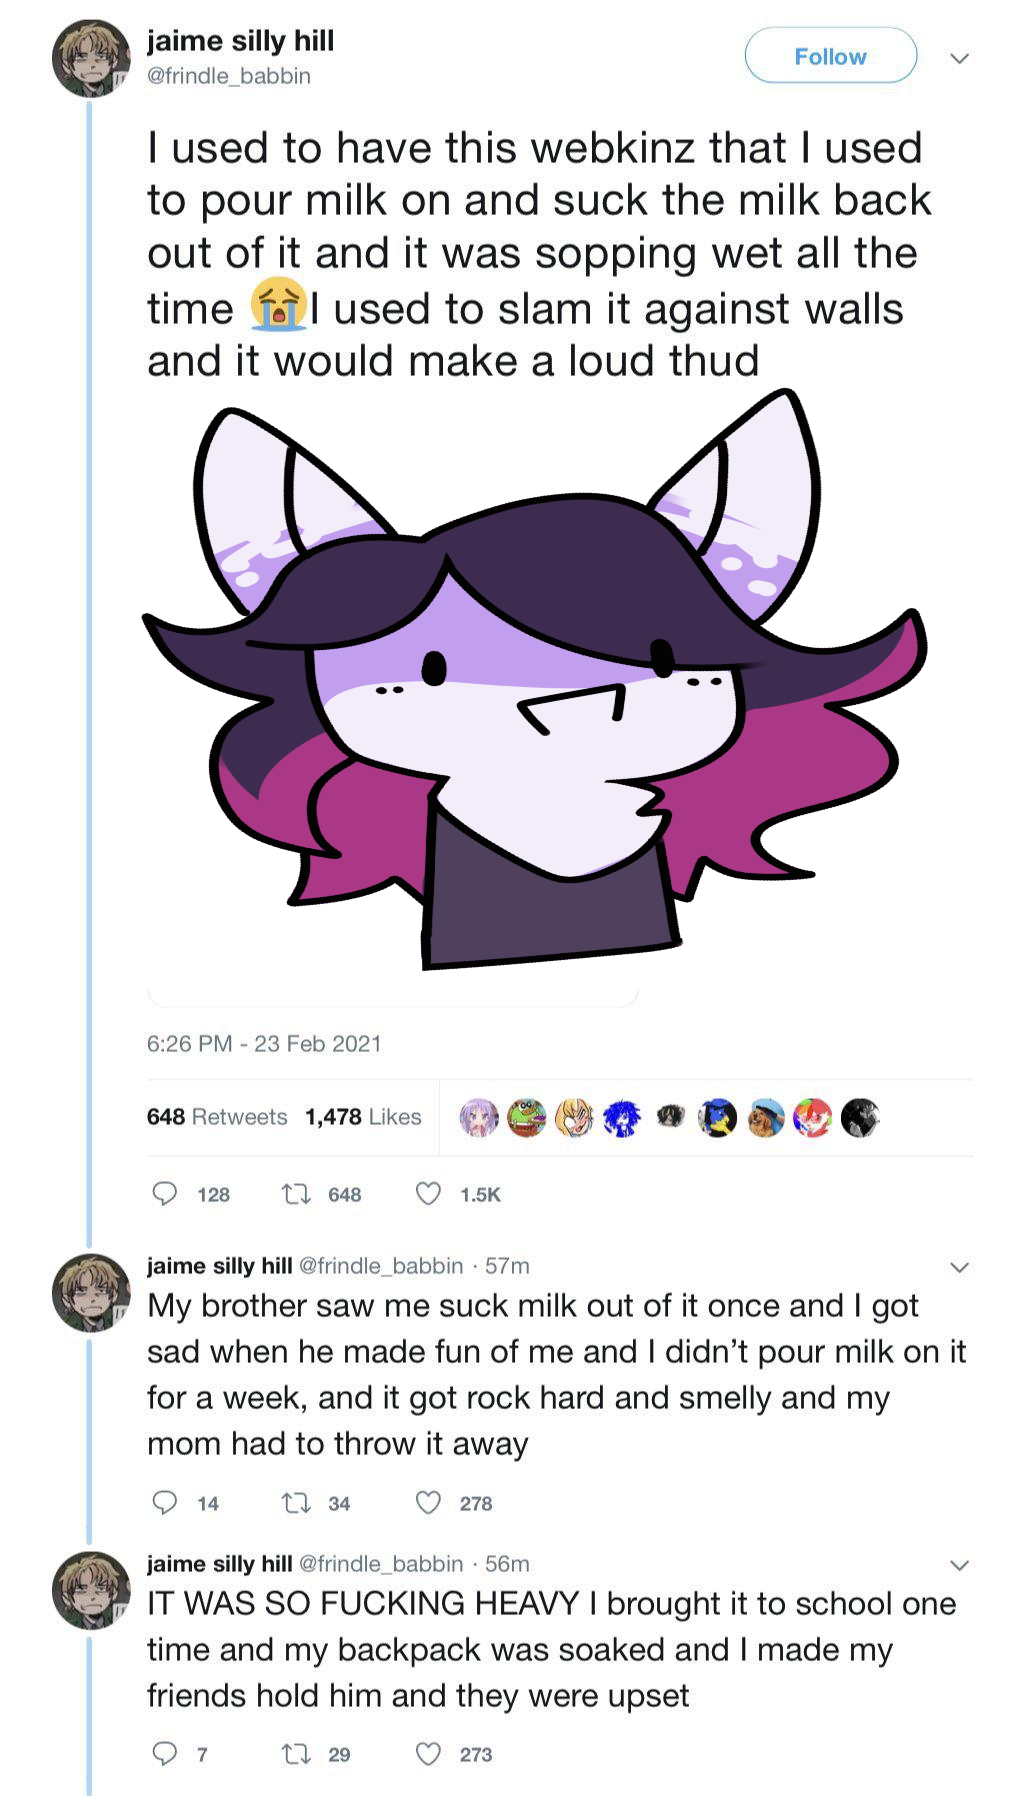 jaime silly hill
@frindle_babbin
Follow
I used to have this webkinz that I used
to pour milk on and suck the milk back
out of it and it was sopping wet all the
time 😭I used to slam it against walls
and it would make a loud thud
6:26 PM - 23 Feb 2021
648 Retweets 1,478 Likes
128 648 1.5K
jaime silly hill @frindle_babbin · 57m
My brother saw me suck milk out of it once and I got
sad when he made fun of me and I didn’t pour milk on it
for a week, and it got rock hard and smelly and my
mom had to throw it away
14 34 278
jaime silly hill @frindle_babbin · 56m
IT WAS SO FUCKING HEAVY I brought it to school one
time and my backpack was soaked and I made my
friends hold him and they were upset
7 29 273